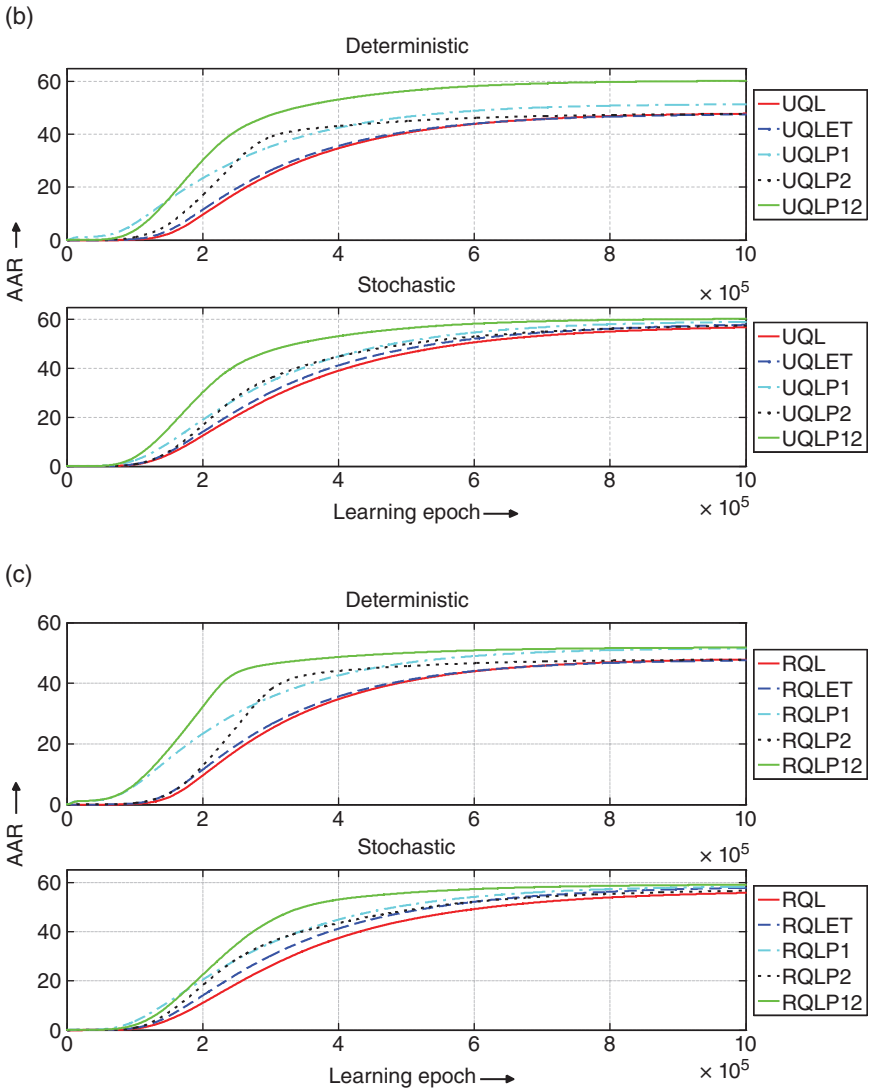 (b)
Deterministic
60
40
20
0
0 2 4 6 8 10
× 10⁵
UQL
UQLET
UQLP1
UQLP2
UQLP12
AAR
Stochastic
60
40
20
0
0 2 4 6 8 10
× 10⁵
Learning epoch
UQL
UQLET
UQLP1
UQLP2
UQLP12
(c)
Deterministic
60
40
20
0
0 2 4 6 8 10
× 10⁵
RQL
RQLET
RQLP1
RQLP2
RQLP12
AAR
Stochastic
60
40
20
0
0 2 4 6 8 10
× 10⁵
Learning epoch
RQL
RQLET
RQLP1
RQLP2
RQLP12